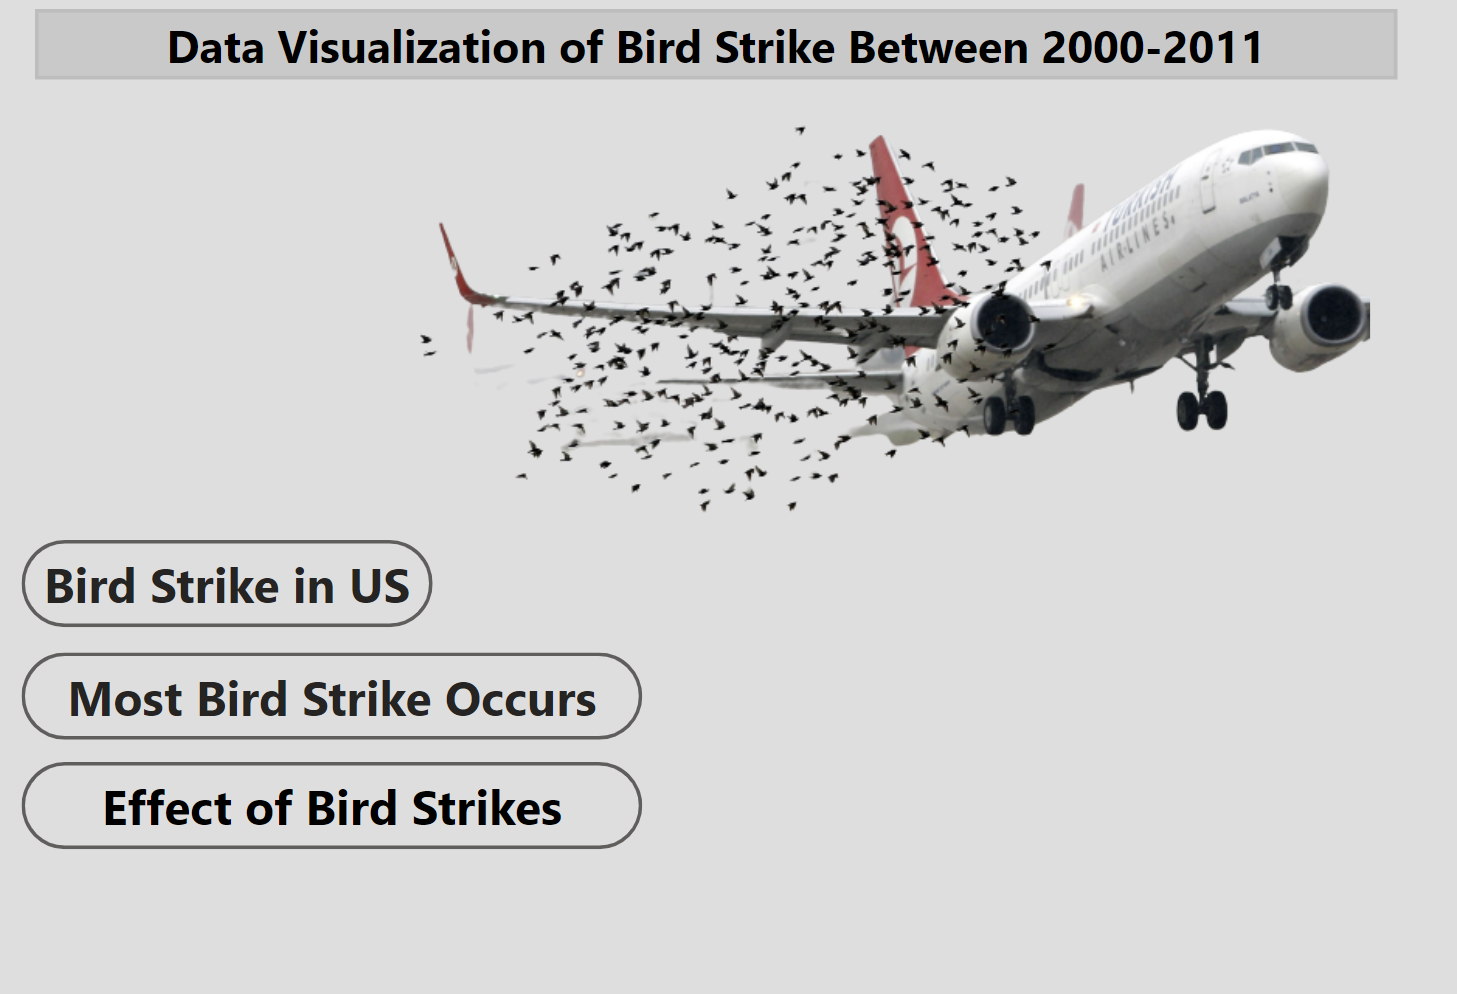 Data Visualization of Bird Strike Between 2000-2011
TURKISH
AIRLINES
Bird Strike in US
Most Bird Strike Occurs
Effect of Bird Strikes